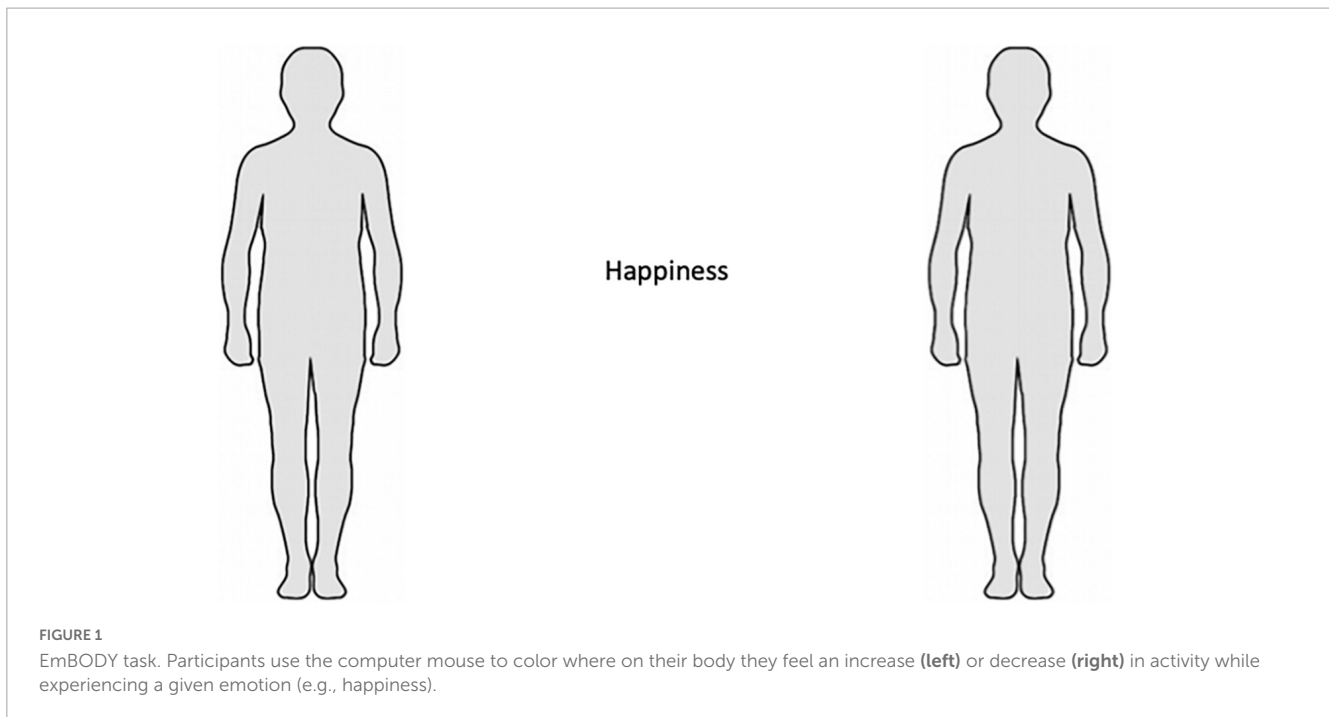 Happiness
FIGURE 1
EmBODY task. Participants use the computer mouse to color where on their body they feel an increase (left) or decrease (right) in activity while
experiencing a given emotion (e.g., happiness).